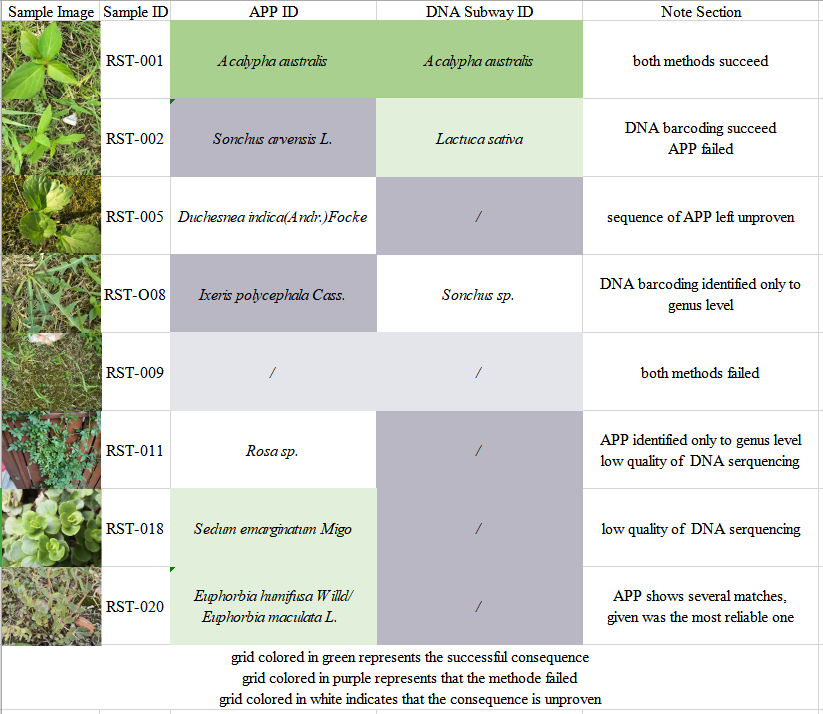 Sample Image Sample ID APP ID DNA Subway ID Note Section
RST-001 Acalypha australis Acalypha australis both methods succeed
RST-002 Sonchus arvensis L. Lactuca sativa DNA barcoding succeed
APP failed
RST-005 Duchesnea indica(Andr.)Focke / sequence of APP left unproven
RST-O08 Ixeris polycephala Cass. Sonchus sp. DNA barcoding identified only to
genus level
RST-009 / / both methods failed
RST-011 Rosa sp. / APP identified only to genus level
low quality of DNA serquencing
RST-018 Sedum emarginatum Migo / low quality of DNA serquencing
RST-020 Euphorbia humifusa Willd/ / APP shows several matches,
Euphorbia maculata L. given was the most reliable one
grid colored in green represents the successful consequence
grid colored in purple represents that the methode failed
grid colored in white indicates that the consequence is unproven